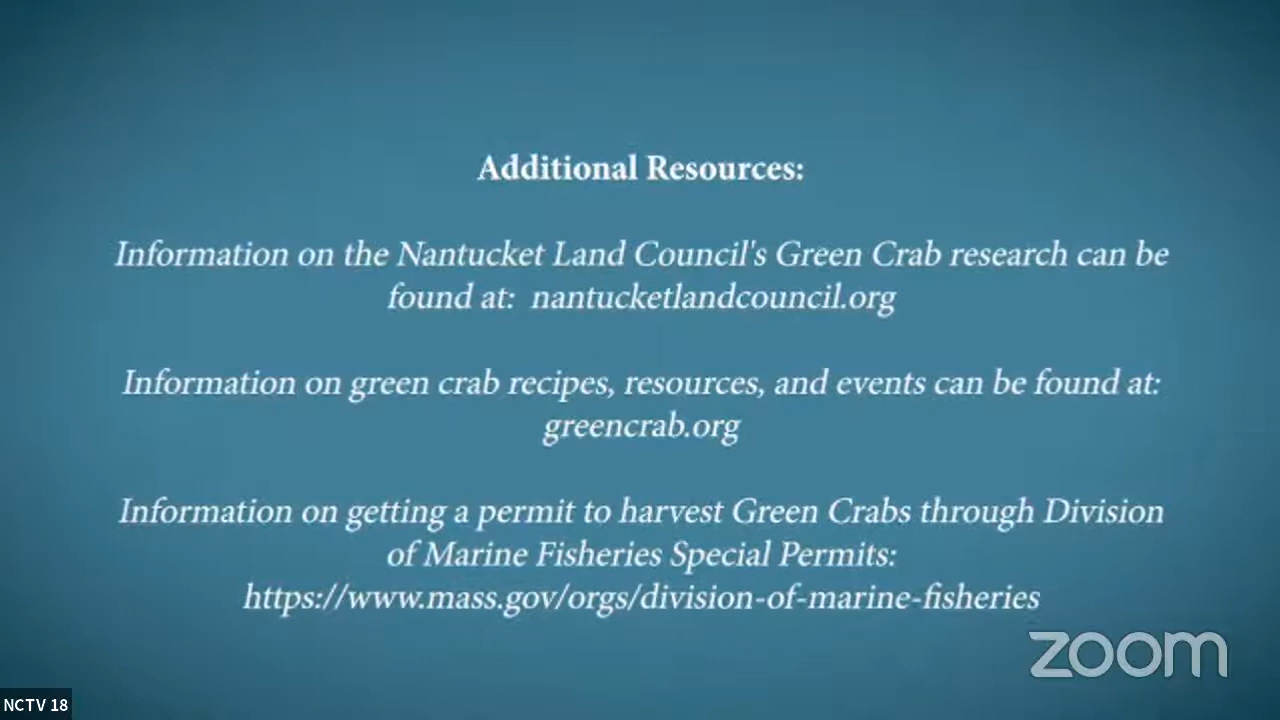 Additional Resources:
Information on the Nantucket Land Council's Green Crab research can be
found at:  nantucketlandcouncil.org
Information on green crab recipes, resources, and events can be found at:
greencrab.org
Information on getting a permit to harvest Green Crabs through Division
of Marine Fisheries Special Permits:
https://www.mass.gov/orgs/division-of-marine-fisheries
zoom
NCTV 18